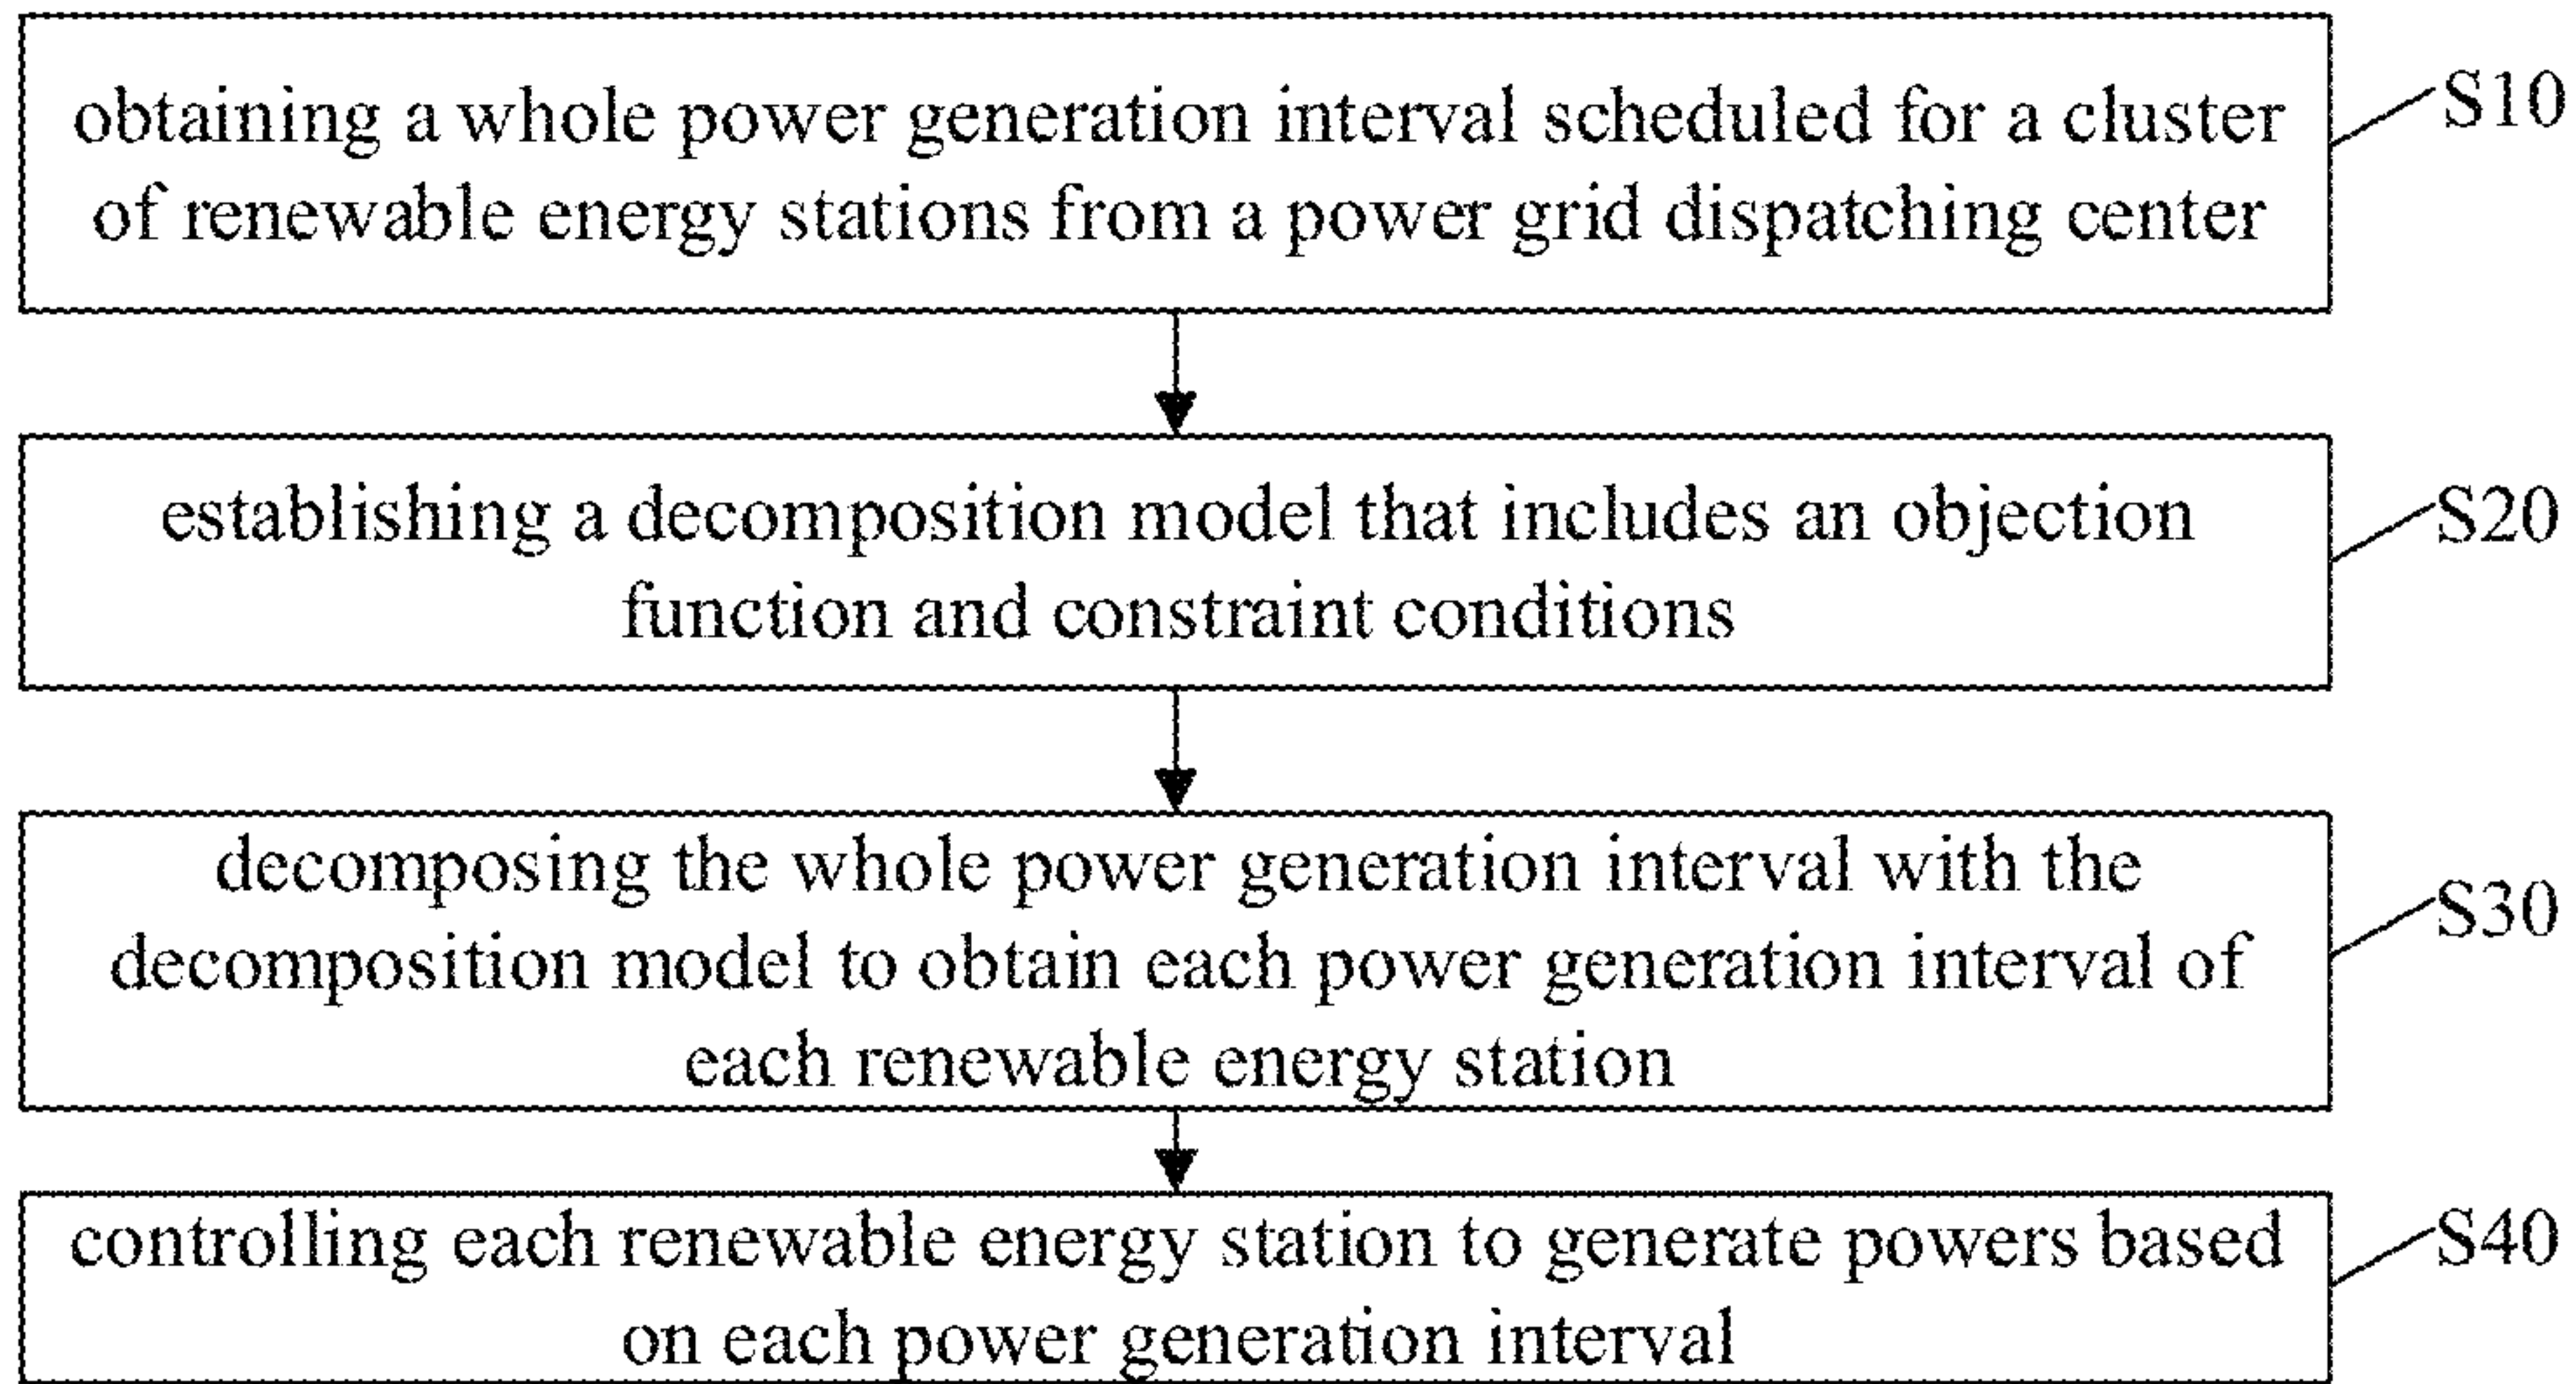 obtaining a whole power generation interval scheduled for a cluster
of renewable energy stations from a power grid dispatching center
S10
establishing a decomposition model that includes an objection
function and constraint conditions
S20
decomposing the whole power generation interval with the
decomposition model to obtain each power generation interval of
each renewable energy station
S30
controlling each renewable energy station to generate powers based
on each power generation interval
S40